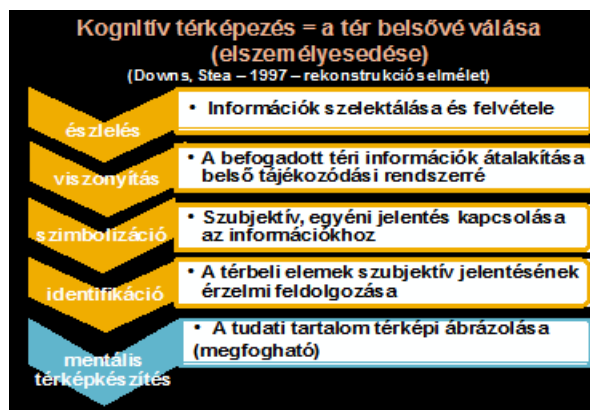 Kognitív térképezés = a tér belsővé válása
(elszemélyesedése)
(Downs, Stea – 1997 – rekonstrukcióselmélet)
észlelés
• Információk szelektálása és felvétele
viszonyítás
• A befogadott téri információk átalakítása
belső tájékozódási rendszerré
szimbolizáció
• Szubjektív, egyéni jelentés kapcsolása
az információkhoz
identifikáció
• A térbeli elemek szubjektív jelentésének
érzelmi feldolgozása
mentális
térképkészítés
• A tudati tartalom térképi ábrázolása
(megfogható)